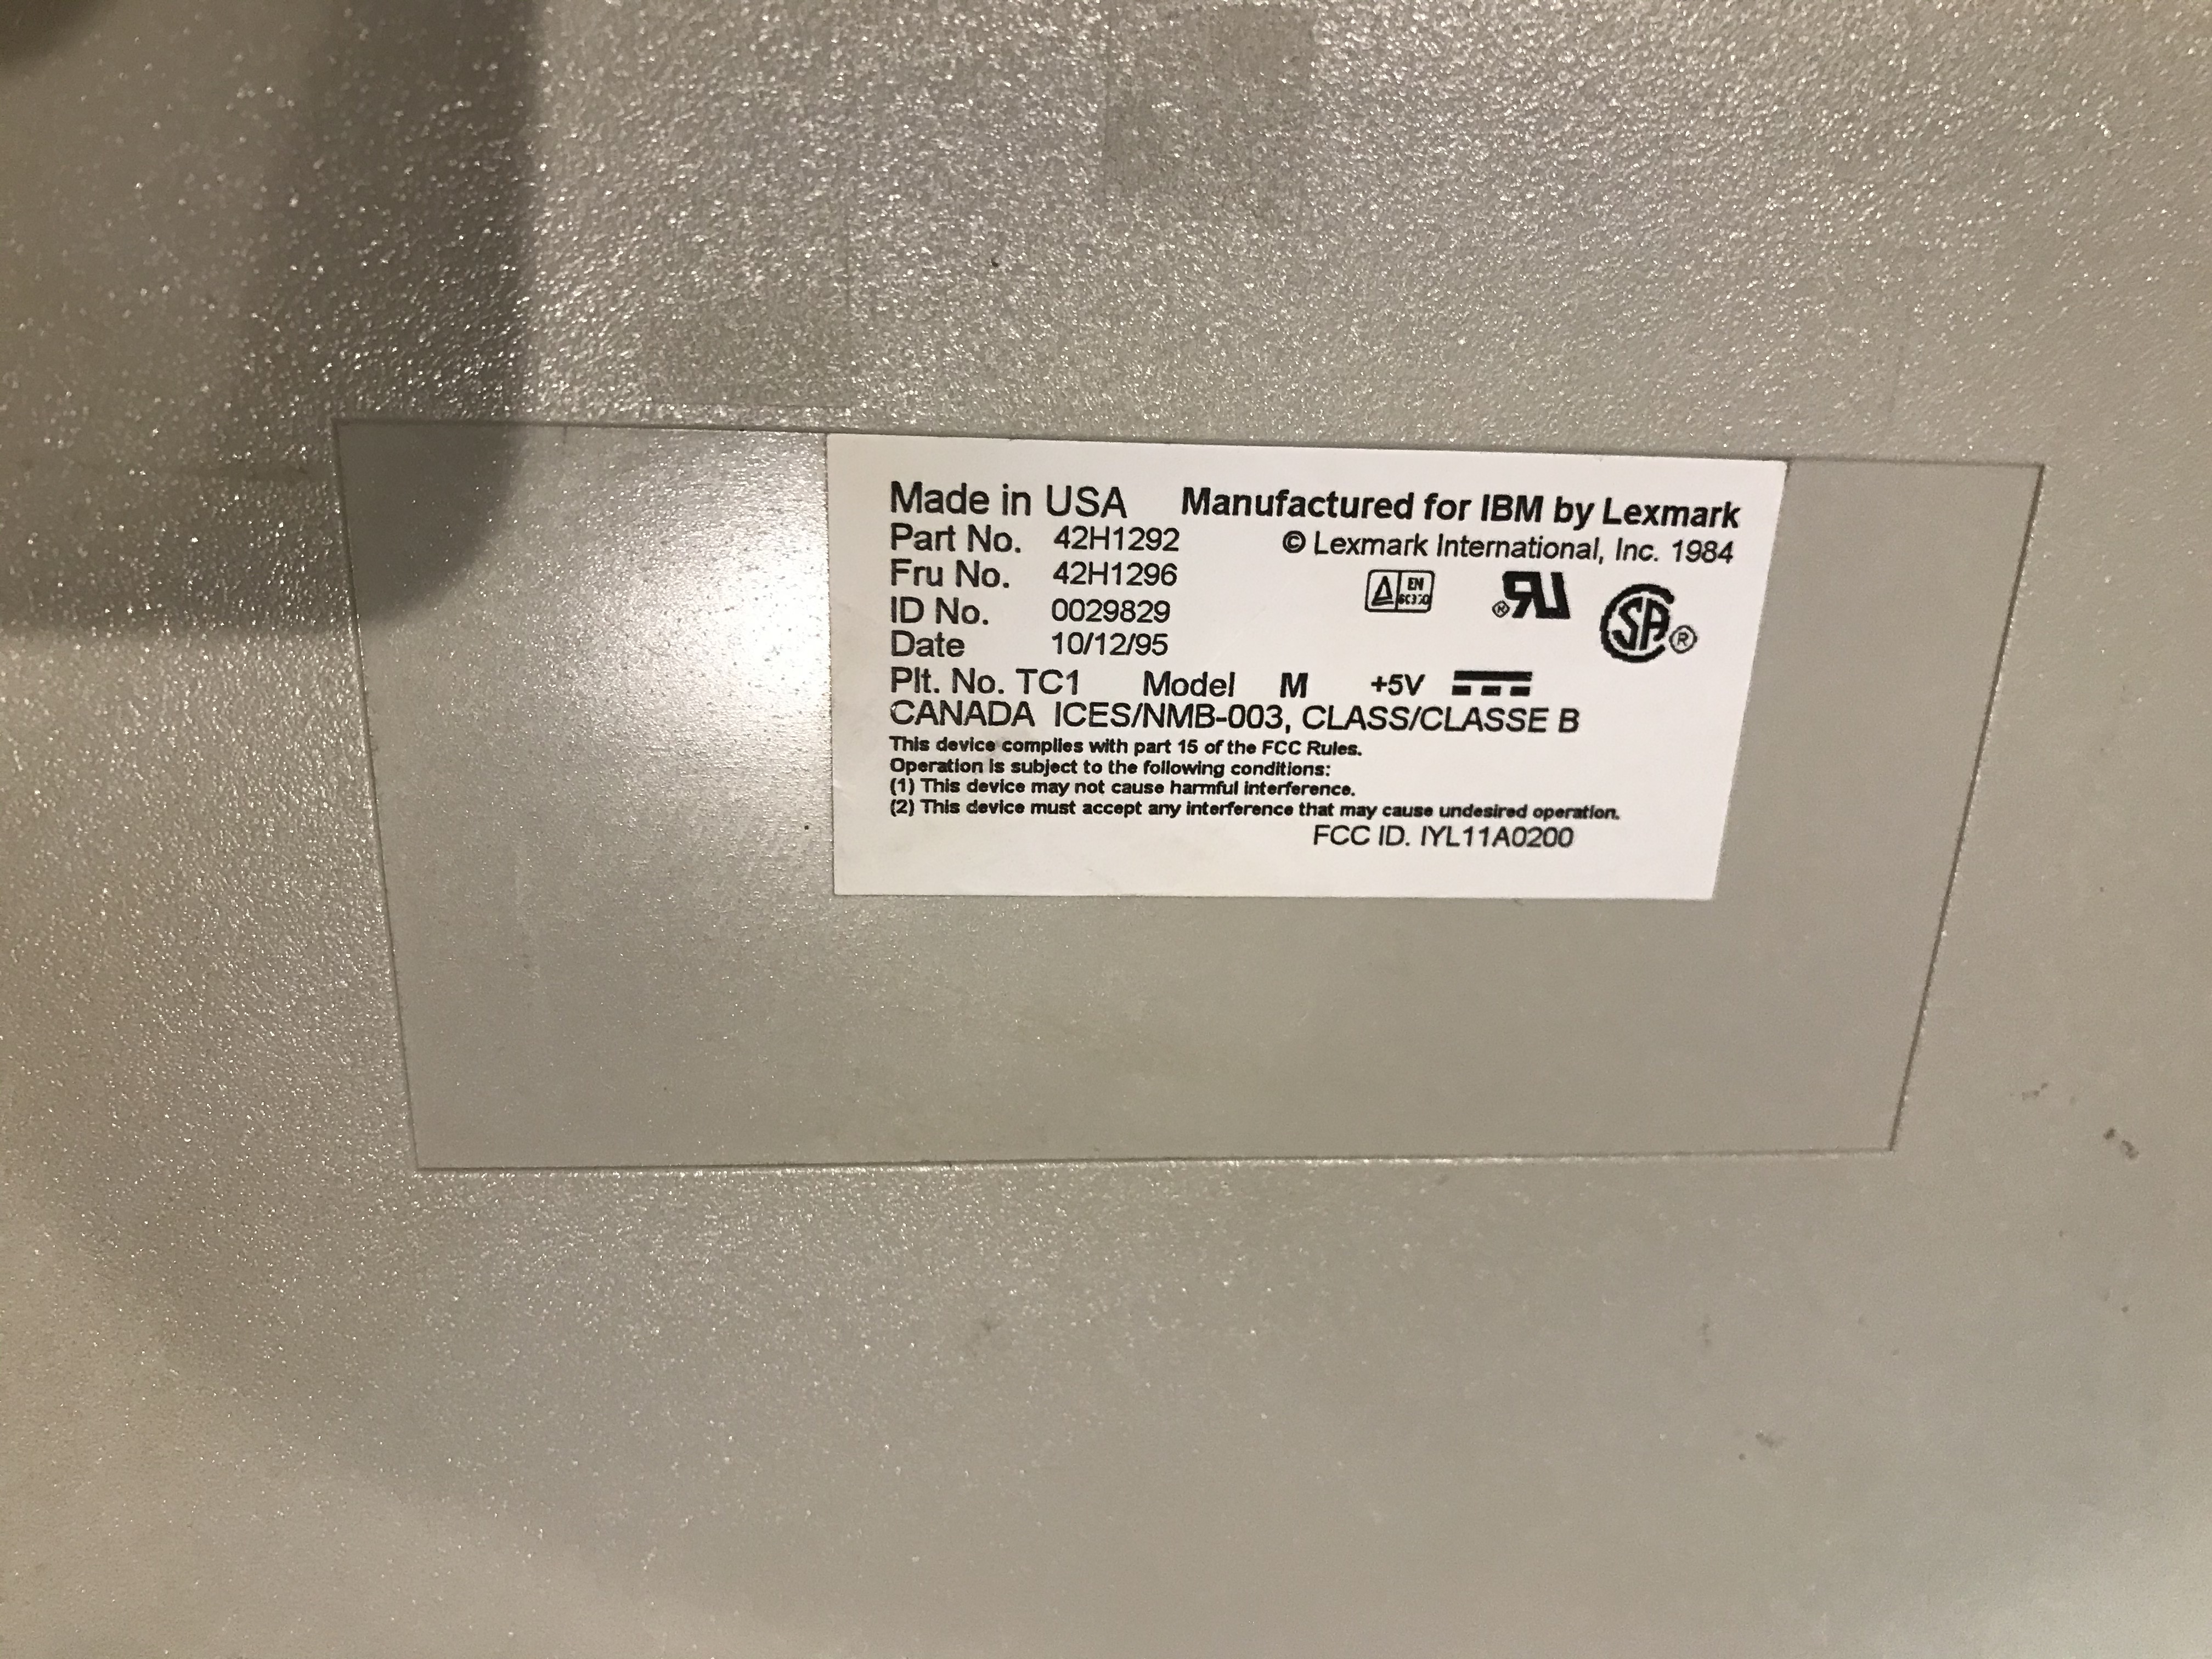 Made in USA Manufactured for IBM by Lexmark
Part No. 42H1292 © Lexmark International, Inc. 1984
Fru No. 42H1296
ID No. 0029829
Date 10/12/95
Plt. No. TC1 Model M +5V
CANADA ICES/NMB-003, CLASS/CLASSE B
This device complies with part 15 of the FCC Rules.
Operation is subject to the following conditions:
(1) This device may not cause harmful interference.
(2) This device must accept any interference that may cause undesired operation.
FCC ID. IYL11A0200
EN
RU ®
SA ®